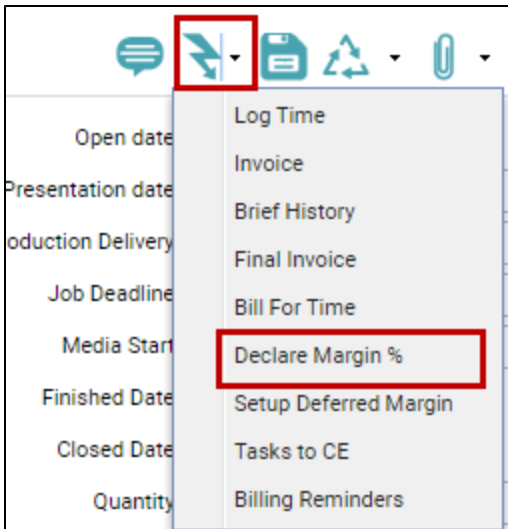 Open date
Presentation date
oduction Delivery
Job Deadline
Media Start
Finished Date
Closed Date
Quantity
Log Time
Invoice
Brief History
Final Invoice
Bill For Time
Declare Margin %
Setup Deferred Margin
Tasks to CE
Billing Reminders